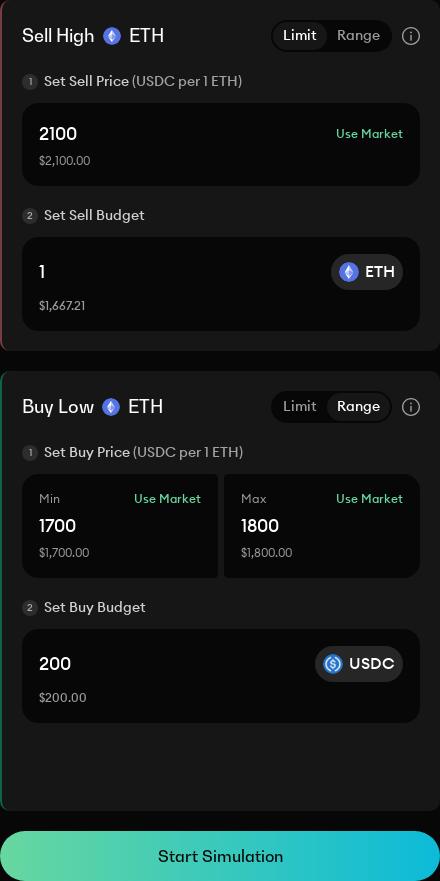 Sell High ETH Limit Range
1 Set Sell Price (USDC per 1 ETH)
2100 Use Market
$2,100.00
2 Set Sell Budget
1 ETH
$1,667.21
Buy Low ETH Limit Range
1 Set Buy Price (USDC per 1 ETH)
Min Use Market Max Use Market
1700 1800
$1,700.00 $1,800.00
2 Set Buy Budget
200 USDC
$200.00
Start Simulation